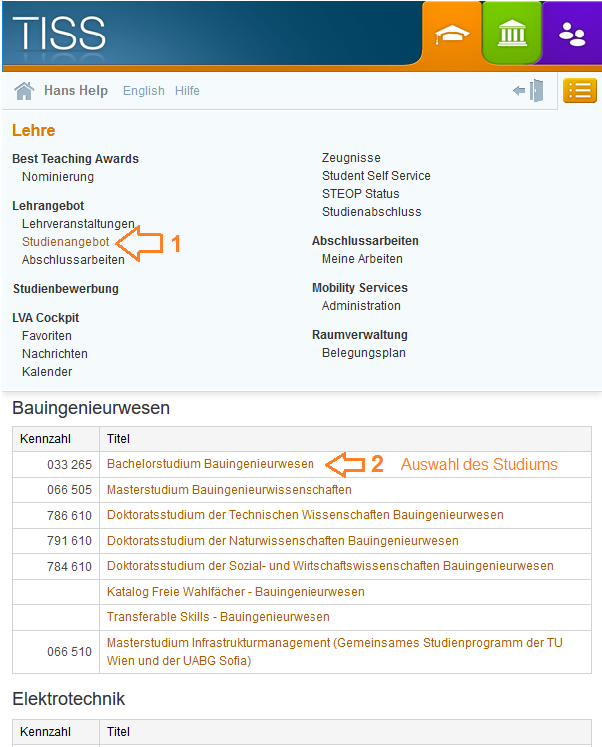 TISS
Hans Help English Hilfe
Lehre
Best Teaching Awards
Nominierung
Lehrangebot
Lehrveranstaltungen
Studienangebot 1
Abschlussarbeiten
Studienbewerbung
LVA Cockpit
Favoriten
Nachrichten
Kalender
Zeugnisse
Student Self Service
STEOP Status
Studienabschluss
Abschlussarbeiten
Meine Arbeiten
Mobility Services
Administration
Raumverwaltung
Belegungsplan
Bauingenieurwesen
Kennzahl Titel
033 265 Bachelorstudium Bauingenieurwesen 2 Auswahl des Studiums
066 505 Masterstudium Bauingenieurwissenschaften
786 610 Doktoratsstudium der Technischen Wissenschaften Bauingenieurwesen
791 610 Doktoratsstudium der Naturwissenschaften Bauingenieurwesen
784 610 Doktoratsstudium der Sozial- und Wirtschaftswissenschaften Bauingenieurwesen
Katalog Freie Wahlfächer - Bauingenieurwesen
Transferable Skills - Bauingenieurwesen
066 510 Masterstudium Infrastrukturmanagement (Gemeinsames Studienprogramm der TU
Wien und der UABG Sofia)
Elektrotechnik
Kennzahl Titel